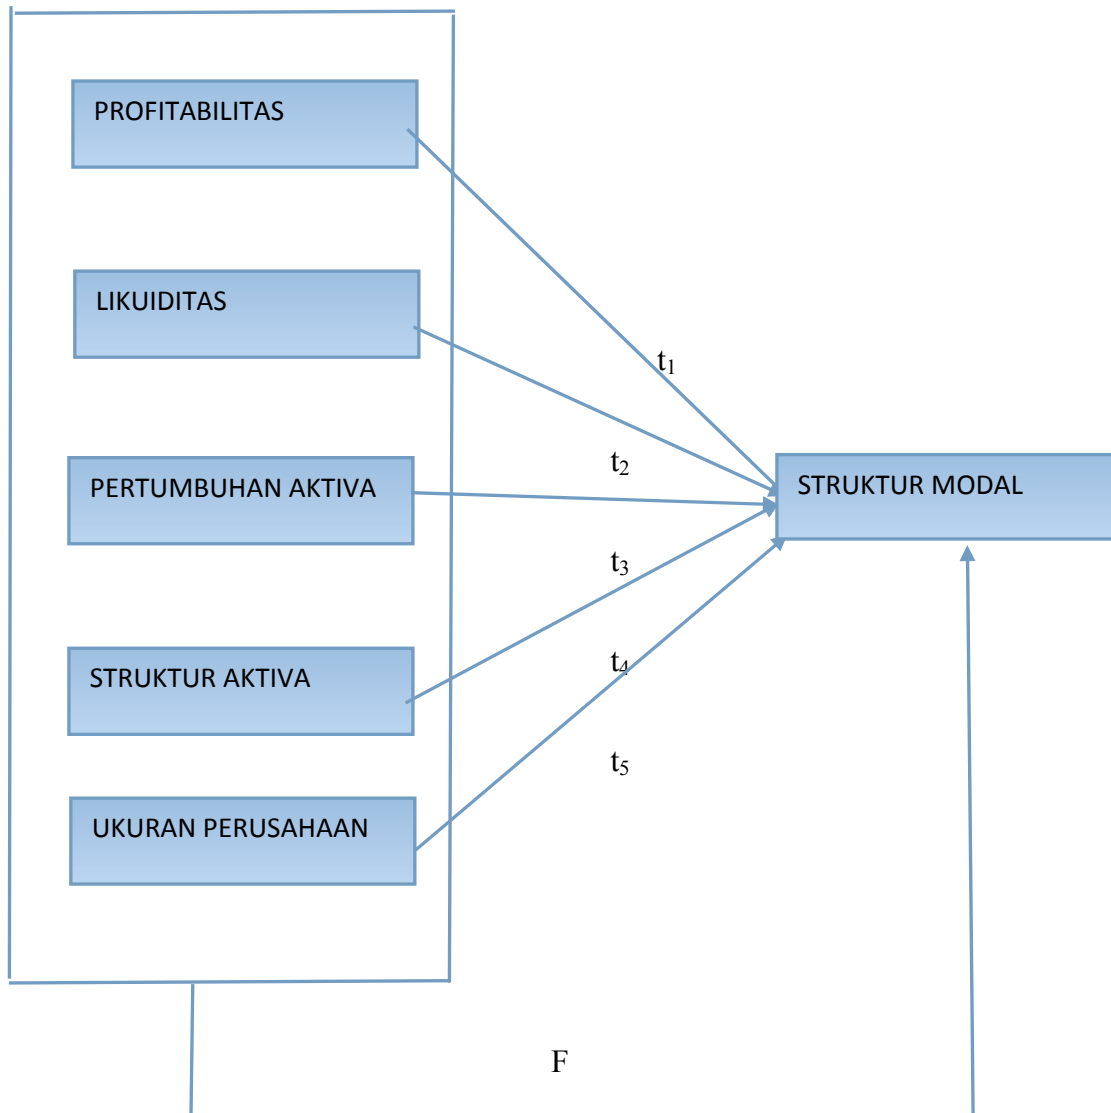 PROFITABILITAS
LIKUIDITAS
t₁
t₂
PERTUMBUHAN AKTIVA
STRUKTUR MODAL
t₃
STRUKTUR AKTIVA
t₄
t₅
UKURAN PERUSAHAAN
F